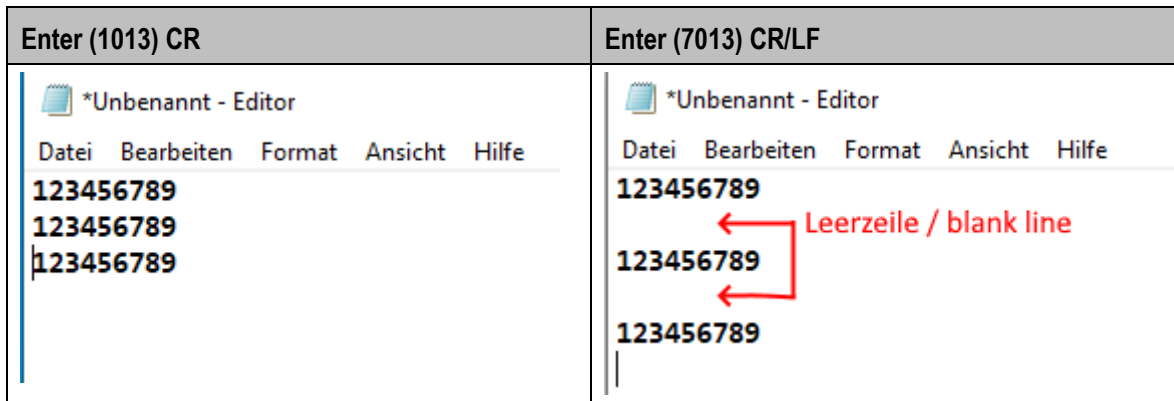 Enter (1013) CR
Enter (7013) CR/LF
*Unbenannt - Editor
Datei Bearbeiten Format Ansicht Hilfe
123456789
123456789
123456789
*Unbenannt - Editor
Datei Bearbeiten Format Ansicht Hilfe
123456789
Leerzeile / blank line
123456789
123456789